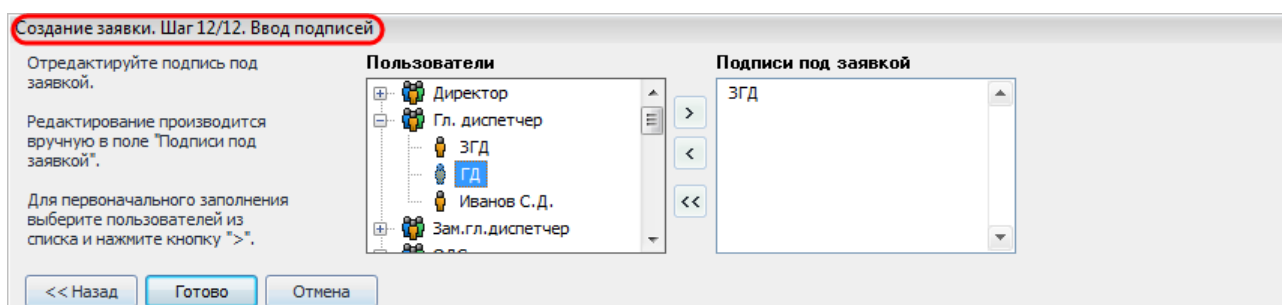 Создание заявки. Шаг 12/12. Ввод подписей
Отредактируйте подпись под
заявкой.
Редактирование производится
вручную в поле "Подписи под
заявкой".
Для первоначального заполнения
выберите пользователей из
списка и нажмите кнопку ">".
Пользователи
Директор
Гл. диспетчер
ЗГД
ГД
Иванов С.Д.
Зам.гл.диспетчер
>
<
<<
Подписи под заявкой
ЗГД
<< Назад
Готово
Отмена